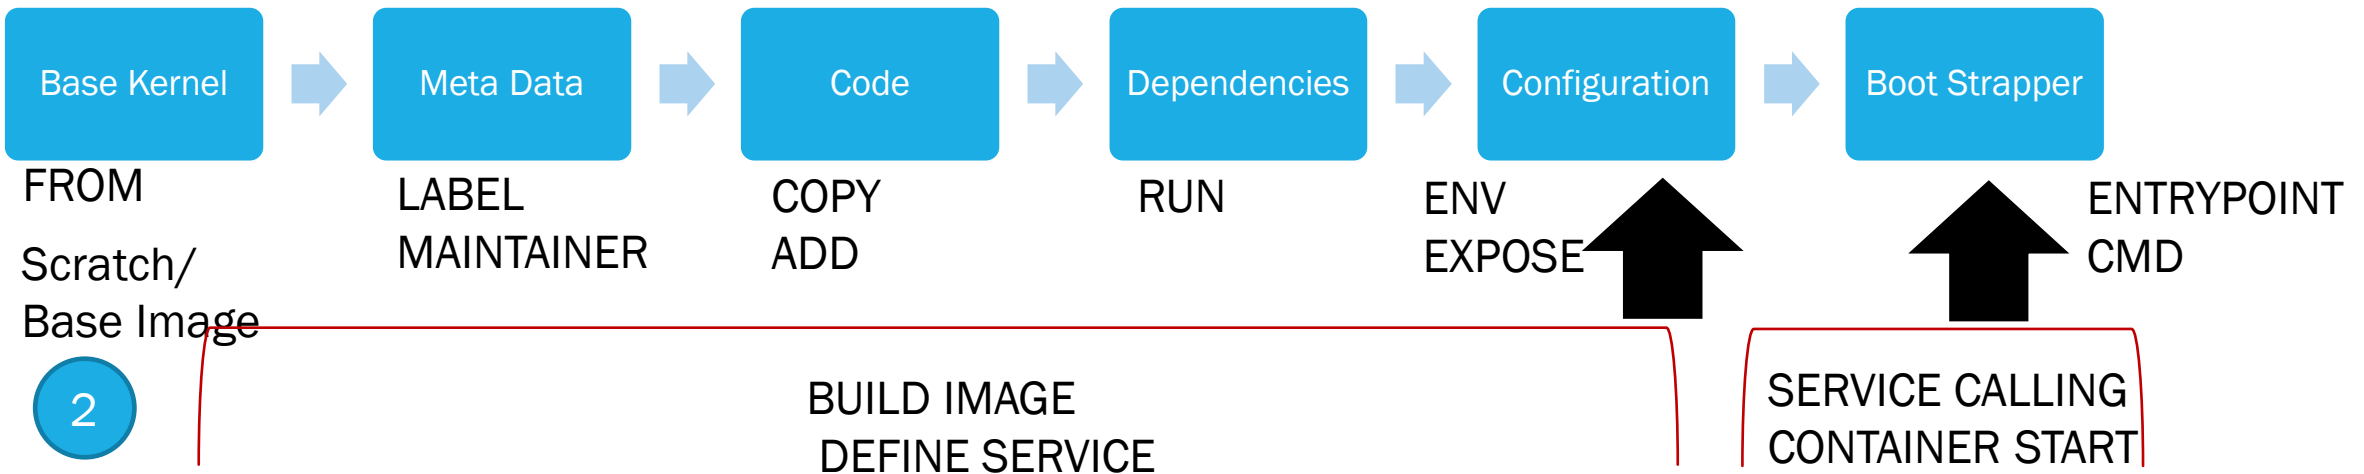 Base Kernel
Meta Data
Code
Dependencies
Configuration
Boot Strapper
FROM
Scratch/
Base Image
LABEL
MAINTAINER
COPY
ADD
RUN
ENV
EXPOSE
ENTRYPOINT
CMD
2
BUILD IMAGE
DEFINE SERVICE
SERVICE CALLING
CONTAINER START